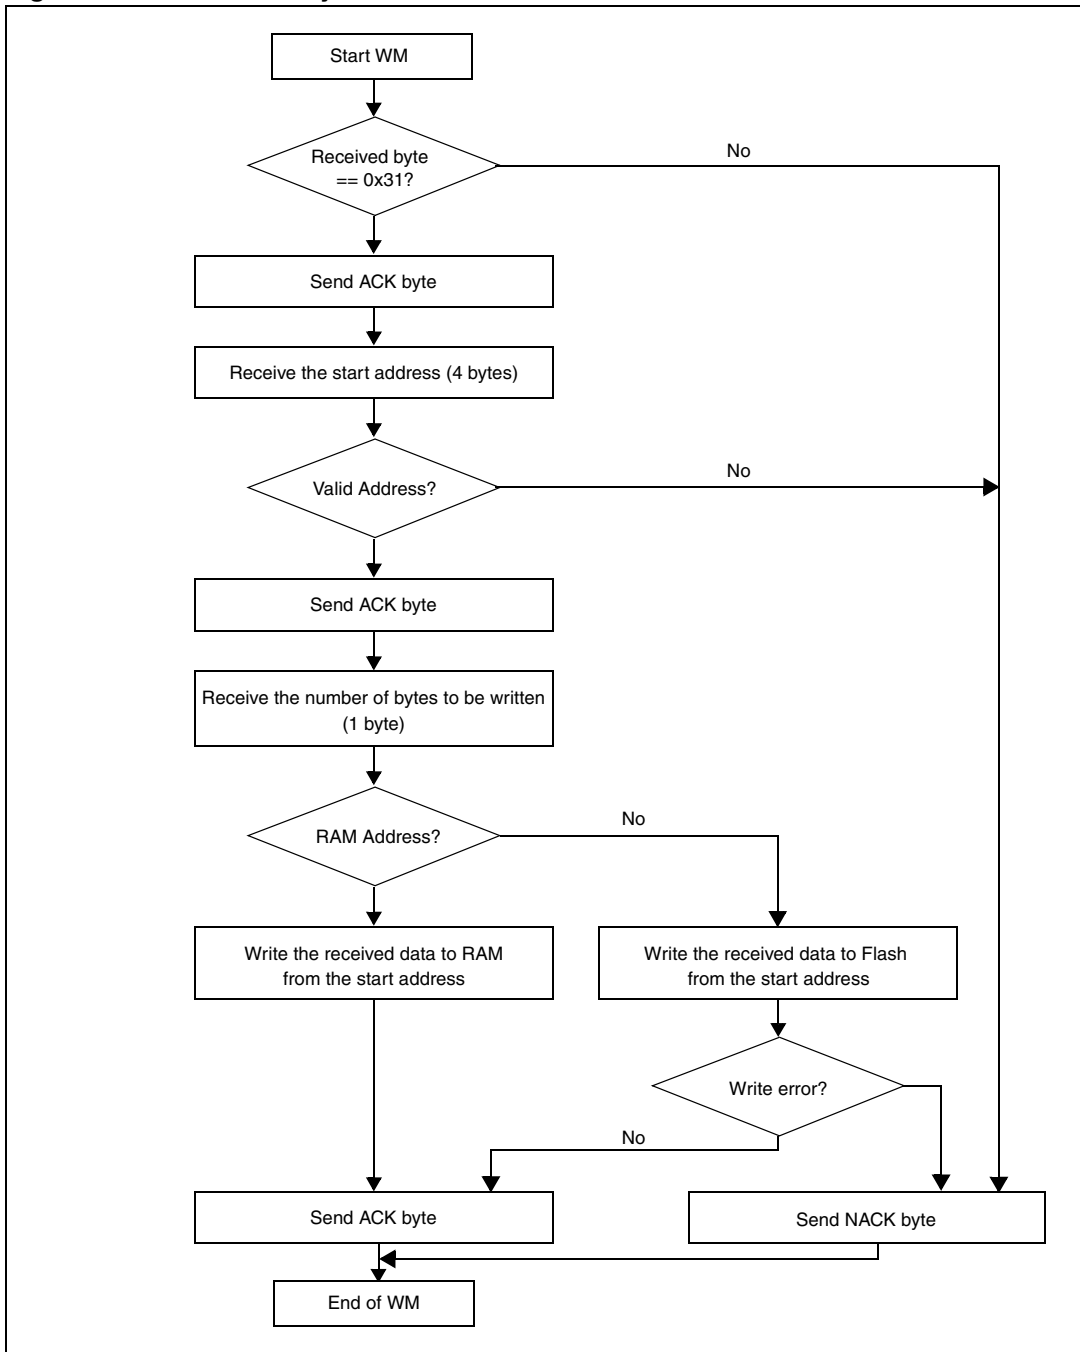 Start WM
Received byte
== 0x31?
No
Send ACK byte
Receive the start address (4 bytes)
Valid Address?
No
Send ACK byte
Receive the number of bytes to be written
(1 byte)
RAM Address?
No
Write the received data to RAM
from the start address
Write the received data to Flash
from the start address
Write error?
No
Send ACK byte
Send NACK byte
End of WM